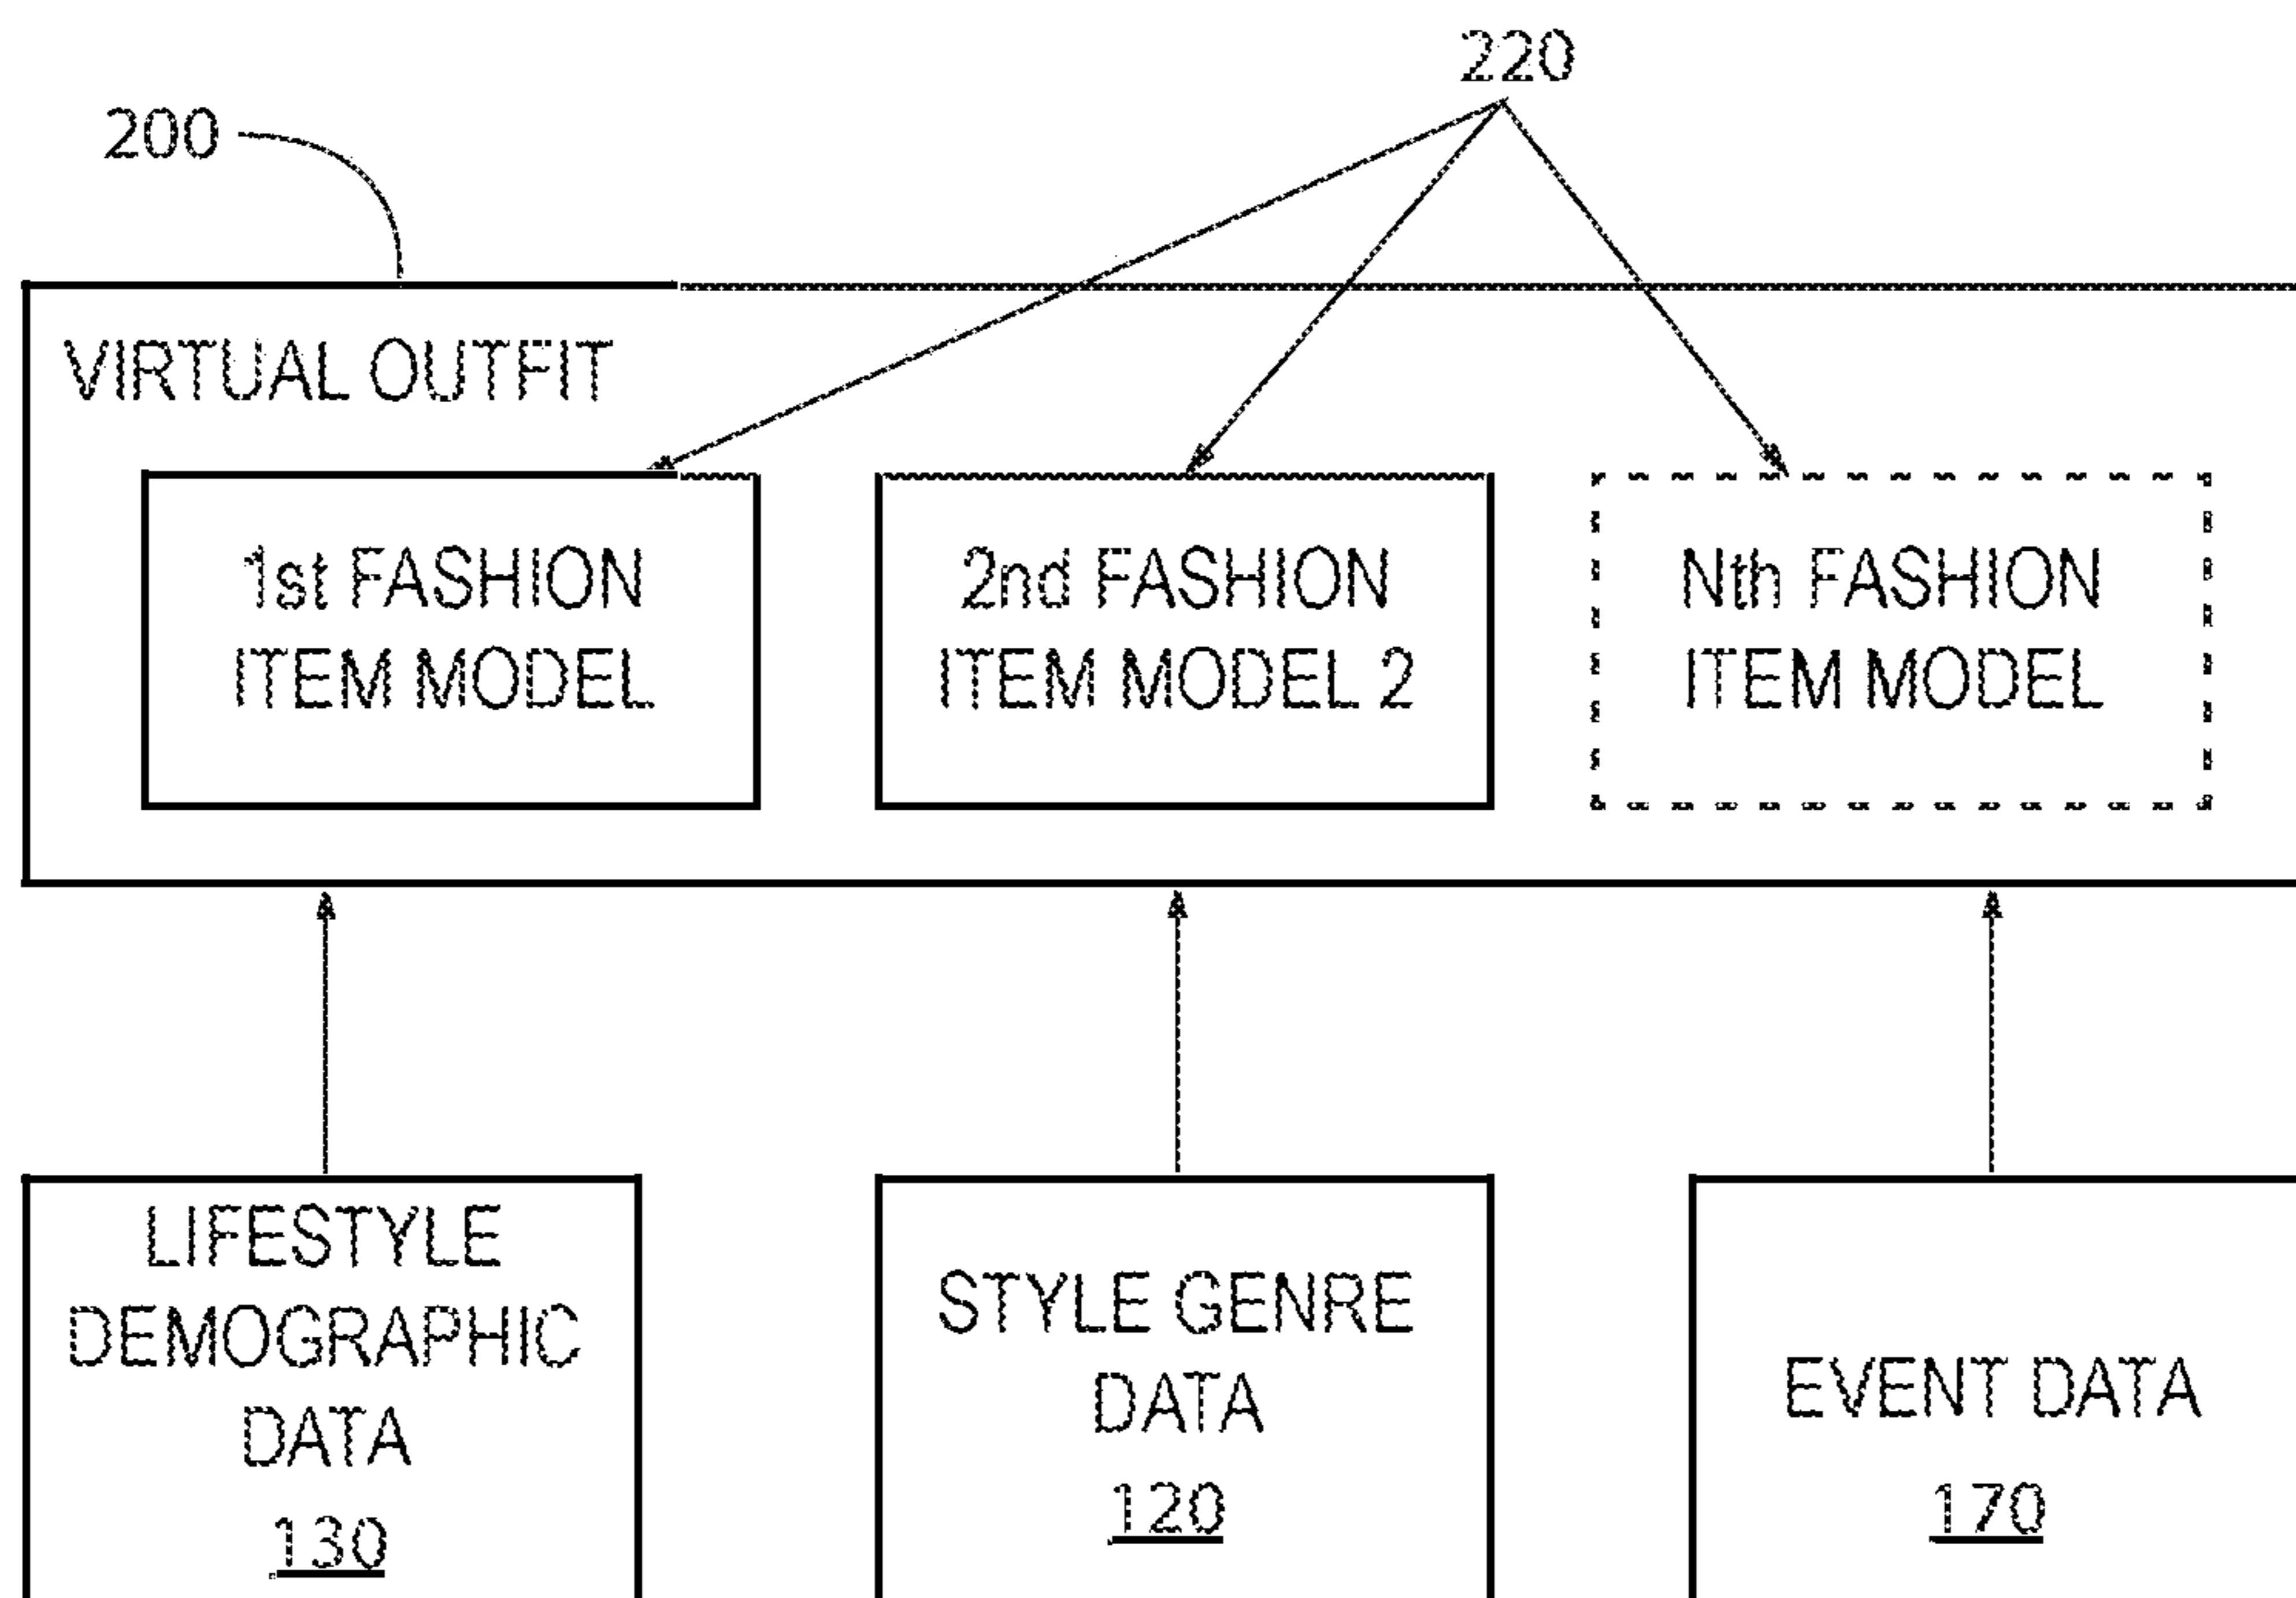 220
200
VIRTUAL OUTFIT
1st FASHION
ITEM MODEL
2nd FASHION
ITEM MODEL 2
Nth FASHION
ITEM MODEL
LIFESTYLE
DEMOGRAPHIC
DATA
130
STYLE GENRE
DATA
120
EVENT DATA
170